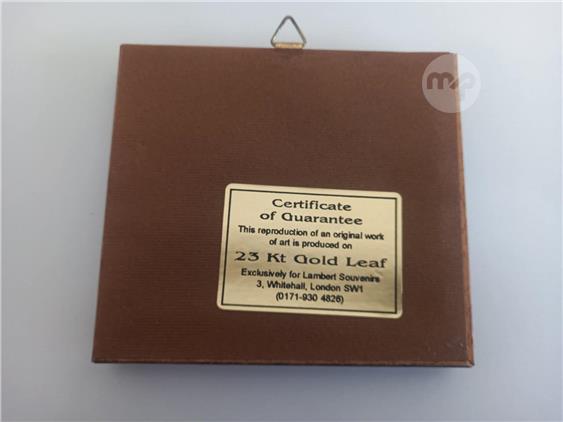 Certificate
of Guarantee
This reproduction of an original work
of art is produced on
23 Kt Gold Leaf
Exclusively for Lambert Souvenirs
3, Whitehall, London SW1
(0171-930 4826)